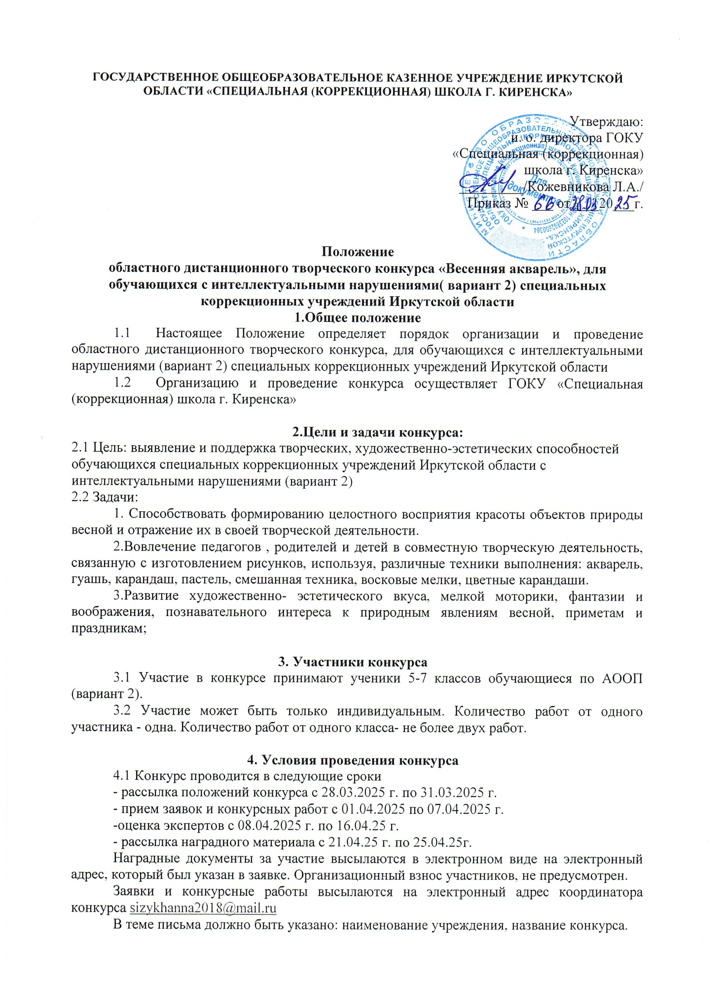 ГОСУДАРСТВЕННОЕ ОБЩЕОБРАЗОВАТЕЛЬНОЕ КАЗЕННОЕ УЧРЕЖДЕНИЕ ИРКУТСКОЙ
ОБЛАСТИ «СПЕЦИАЛЬНАЯ (КОРРЕКЦИОННАЯ) ШКОЛА Г. КИРЕНСКА»
Утверждаю:
и. о. директора ГОКУ
«Специальная (коррекционная)
школа г. Киренска»
/Кожевникова Л.А./
Приказ № 66 от 28.03 2025 г.
Для
документов
Положение
областного дистанционного творческого конкурса «Весенняя акварель», для
обучающихся с интеллектуальными нарушениями( вариант 2) специальных
коррекционных учреждений Иркутской области
1.Общее положение
1.1 Настоящее Положение определяет порядок организации и проведение
областного дистанционного творческого конкурса, для обучающихся с интеллектуальными
нарушениями (вариант 2) специальных коррекционных учреждений Иркутской области
1.2 Организацию и проведение конкурса осуществляет ГОКУ «Специальная
(коррекционная) школа г. Киренска»
2.Цели и задачи конкурса:
2.1 Цель: выявление и поддержка творческих, художественно-эстетических способностей
обучающихся специальных коррекционных учреждений Иркутской области с
интеллектуальными нарушениями (вариант 2)
2.2 Задачи:
1. Способствовать формированию целостного восприятия красоты объектов природы
весной и отражение их в своей творческой деятельности.
2.Вовлечение педагогов , родителей и детей в совместную творческую деятельность,
связанную с изготовлением рисунков, используя, различные техники выполнения: акварель,
гуашь, карандаш, пастель, смешанная техника, восковые мелки, цветные карандаши.
3.Развитие художественно- эстетического вкуса, мелкой моторики, фантазии и
воображения, познавательного интереса к природным явлениям весной, приметам и
праздникам;
3. Участники конкурса
3.1 Участие в конкурсе принимают ученики 5-7 классов обучающиеся по АООП
(вариант 2).
3.2 Участие может быть только индивидуальным. Количество работ от одного
участника - одна. Количество работ от одного класса- не более двух работ.
4. Условия проведения конкурса
4.1 Конкурс проводится в следующие сроки
- рассылка положений конкурса с 28.03.2025 г. по 31.03.2025 г.
- прием заявок и конкурсных работ с 01.04.2025 по 07.04.2025 г.
-оценка экспертов с 08.04.2025 г. по 16.04.25 г.
- рассылка наградного материала с 21.04.25 г. по 25.04.25г.
Наградные документы за участие высылаются в электронном виде на электронный
адрес, который был указан в заявке. Организационный взнос участников, не предусмотрен.
Заявки и конкурсные работы высылаются на электронный адрес координатора
конкурса sizykhanna2018@mail.ru
В теме письма должно быть указано: наименование учреждения, название конкурса.